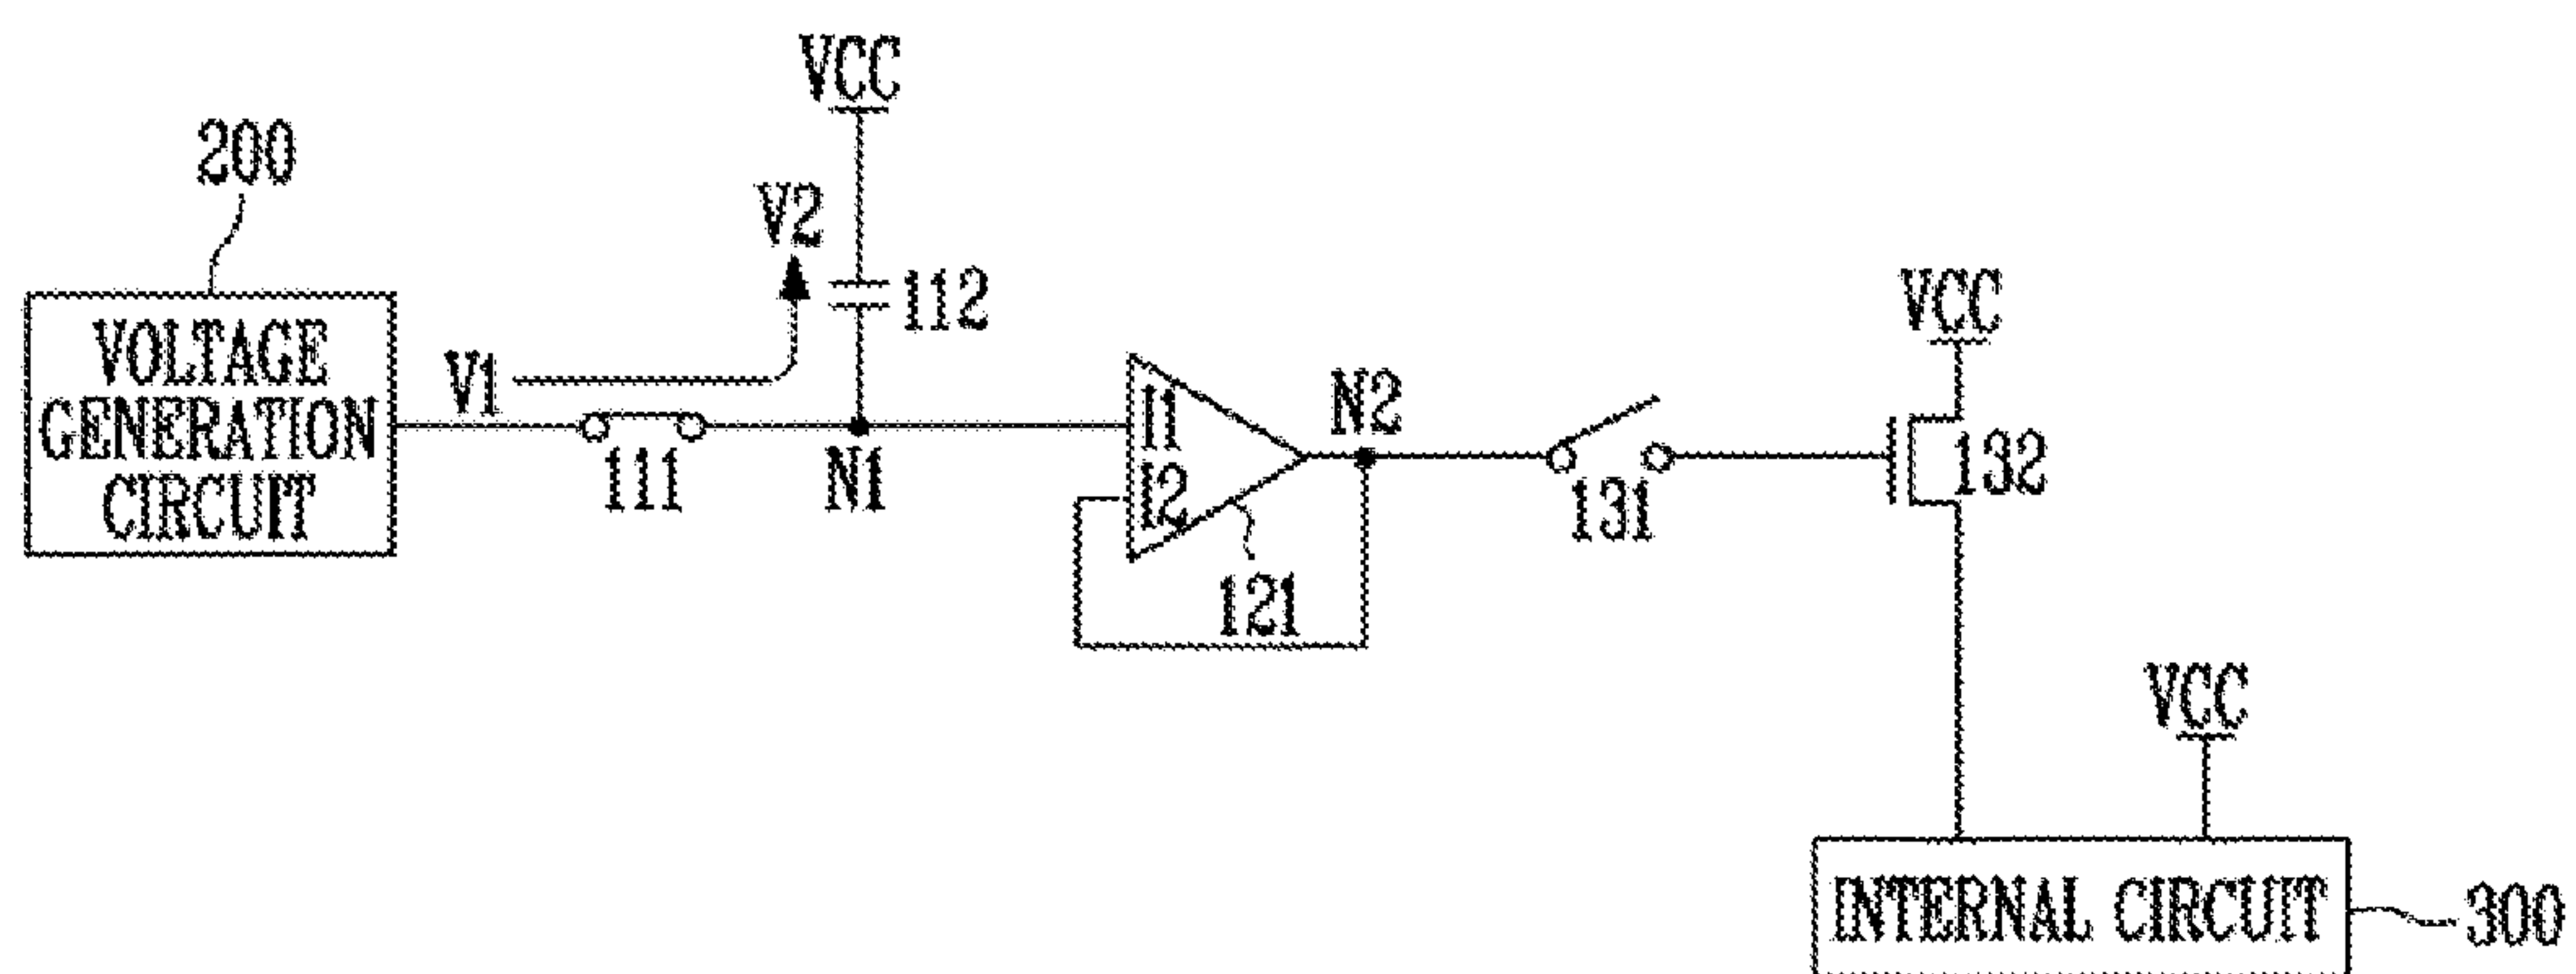 VCC
200
V2
112
VOLTAGE
GENERATION
CIRCUIT
V1
111
N1
I1
I2
121
N2
131
VCC
132
VCC
INTERNAL CIRCUIT
300